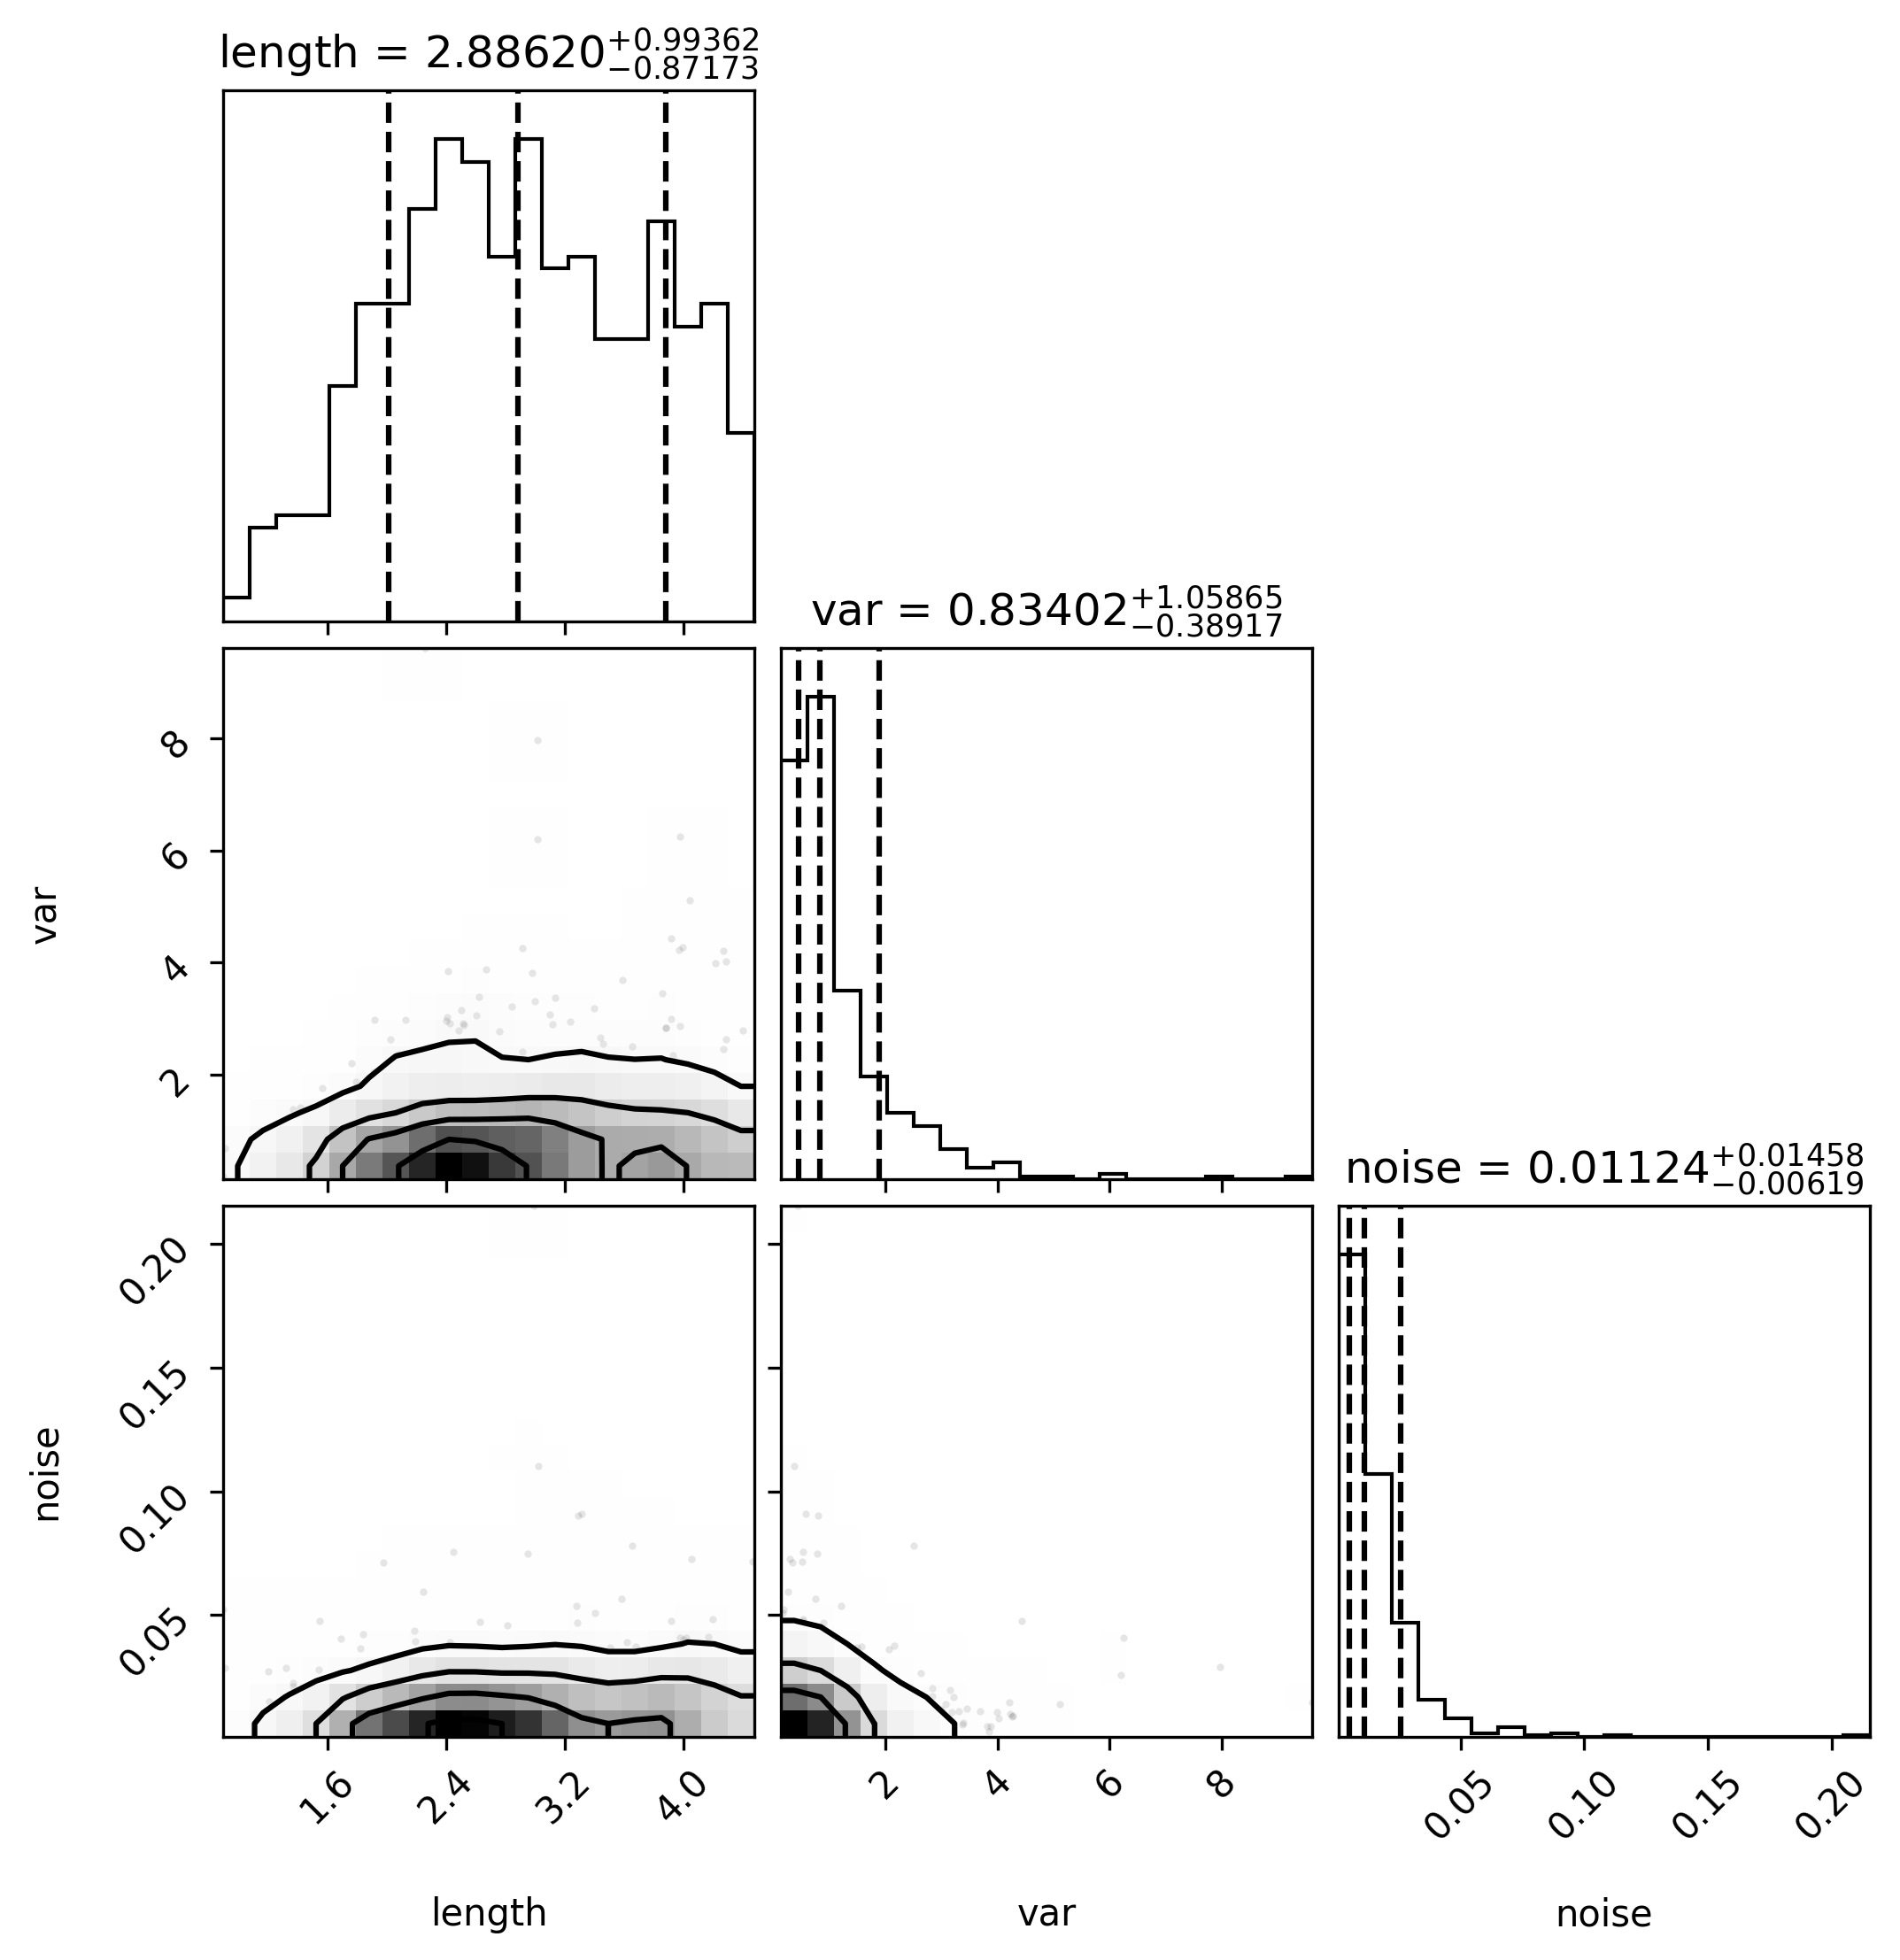 length = 2.88620+0.99362−0.87173
var = 0.83402+1.05865−0.38917
8
6
4
2
var
noise = 0.01124+0.01458−0.00619
0.20
0.15
0.10
0.05
noise
1.6 2.4 3.2 4.0
2 4 6 8
0.05 0.10 0.15 0.20
length
var
noise